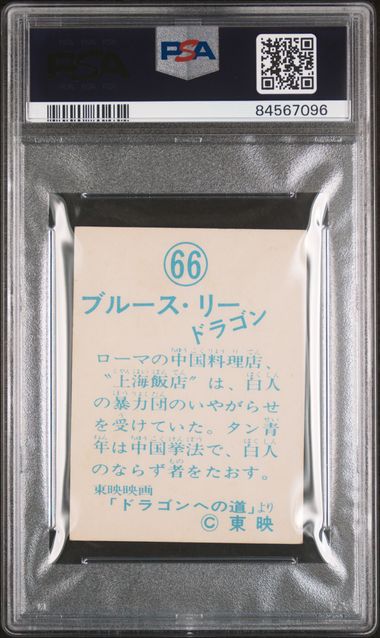 PSA
PSA
84567096
66
ブルース・リー
ドラゴン
ローマの中国料理店、
〝上海飯店〟は、白人
の暴力団のいやがらせ
を受けていた。タン青
年は中国拳法で、白人
のならず者をたおす。
東映映画
「ドラゴンへの道」より
© 東映